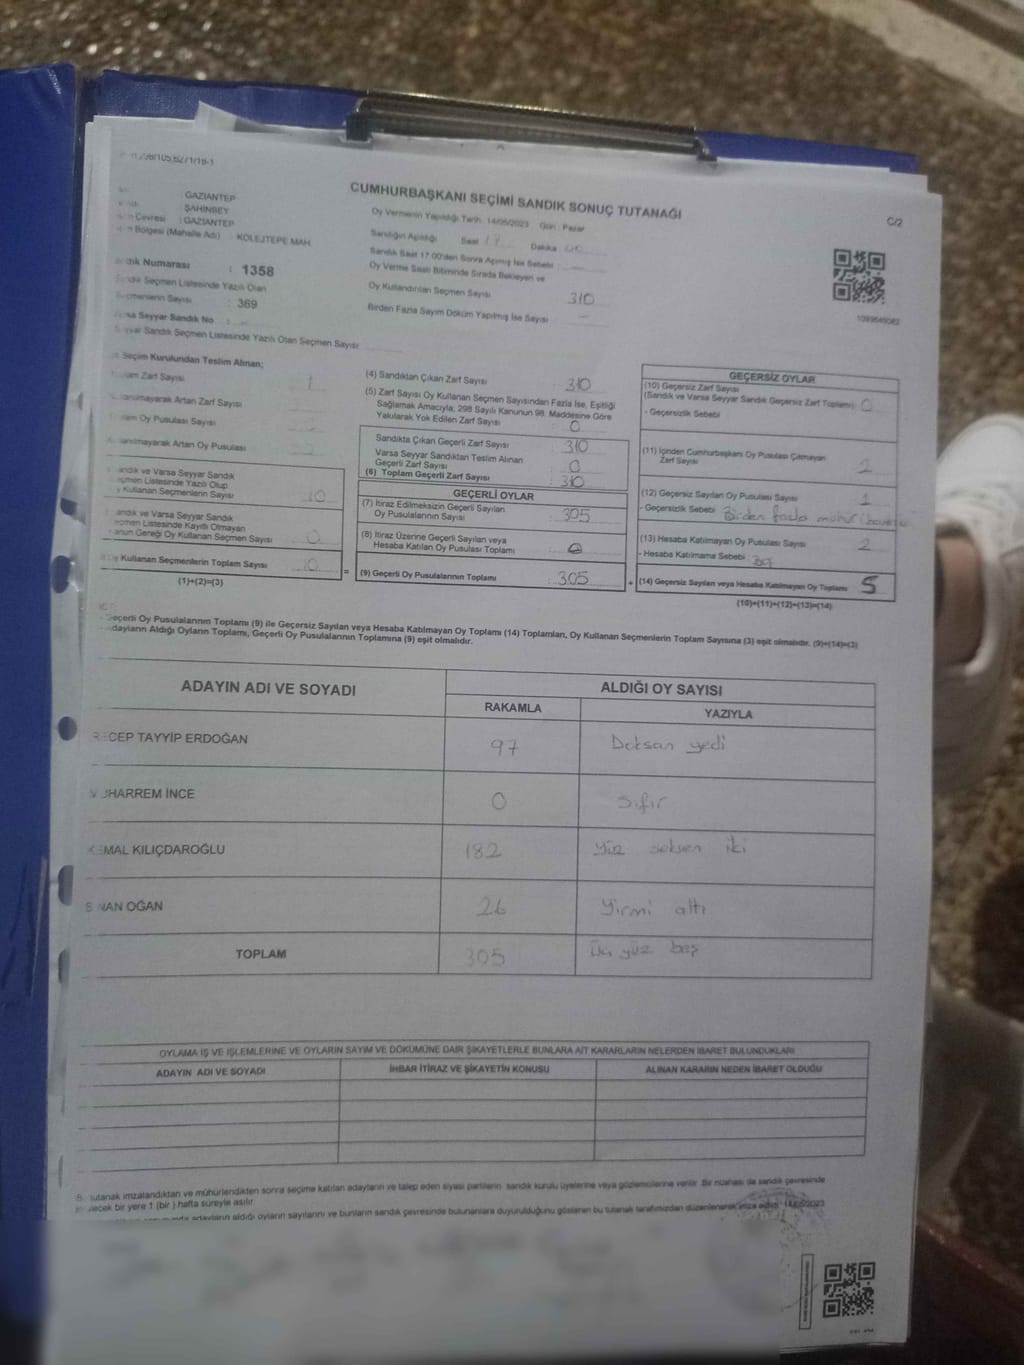 CUMHURBAŞKANI SEÇİMİ SANDIK SONUÇ TUTANAĞI
C/2
GAZİANTEP
ŞAHİNBEY
Çevresi : GAZİANTEP
Bölgesi (Mahalle Adı) : KOLEJTEPE MAH.
Numarası : 1358
Seçmen Listesinde Yazılı Olan
Seçmenlerin Sayısı : 369
Seyyar Sandık No :
Sandık Seçmen Listesinde Yazılı Olan Seçmen Sayısı
Oy Vermenin Yapıldığı Tarih : 14/05/2023 Gün : Pazar
Sandığın Açıldığı Saat 17 Dakika
Sandık Saat 17.00'den Sonra Açılmış İse Sebebi :
Oy Verme Saati Bitiminde Sırada Bekleyen ve
Oy Kullandırılan Seçmen Sayısı 310
Birden Fazla Sayım Döküm Yapılmış İse Sayısı
Seçim Kurulundan Teslim Alınan;
Zarf Sayısı
Artan Zarf Sayısı
Oy Pusulası Sayısı
Artan Oy Pusulası
Sandık ve Varsa Seyyar Sandık
Seçmen Listesinde Yazılı Olup
Kullanan Seçmenlerin Sayısı
Sandık ve Varsa Seyyar Sandık
Seçmen Listesinde Kayıtlı Olmayan
Kanun Gereği Oy Kullanan Seçmen Sayısı 0
Kullanan Seçmenlerin Toplam Sayısı
(1)+(2)=(3)
(4) Sandıktan Çıkan Zarf Sayısı : 310
(5) Zarf Sayısı Oy Kullanan Seçmen Sayısından Fazla İse, Eşitliği
Sağlamak Amacıyla; 298 Sayılı Kanunun 98. Maddesine Göre
Yakılarak Yok Edilen Zarf Sayısı : 0
Sandıkta Çıkan Geçerli Zarf Sayısı : 310
Varsa Seyyar Sandıktan Teslim Alınan
Geçerli Zarf Sayısı : 0
(6) Toplam Geçerli Zarf Sayısı : 310
GEÇERLİ OYLAR
(7) İtiraz Edilmeksizin Geçerli Sayılan
Oy Pusulalarının Sayısı : 305
(8) İtiraz Üzerine Geçerli Sayılan veya
Hesaba Katılan Oy Pusulası Toplamı : 0
= (9) Geçerli Oy Pusulalarının Toplamı : 305 +
GEÇERSİZ OYLAR
(10) Geçersiz Zarf Sayısı
(Sandık ve Varsa Seyyar Sandık Geçersiz Zarf Toplamı) : 0
- Geçersizlik Sebebi
(11) İçinden Cumhurbaşkanı Oy Pusulası Çıkmayan
Zarf Sayısı : 2
(12) Geçersiz Sayılan Oy Pusulası Sayısı : 1
- Geçersizlik Sebebi Birden fazla mühür
(13) Hesaba Katılmayan Oy Pusulası Sayısı : 2
- Hesaba Katılmama Sebebi :
(14) Geçersiz Sayılan veya Hesaba Katılmayan Oy Toplamı 5
(10)+(11)+(12)+(13)=(14)
- Geçerli Oy Pusulalarının Toplamı (9) ile Geçersiz Sayılan veya Hesaba Katılmayan Oy Toplamı (14) Toplamları, Oy Kullanan Seçmenlerin Toplam Sayısına (3) eşit olmalıdır. (9)+(14)=(3)
Adayların Aldığı Oyların Toplamı, Geçerli Oy Pusulalarının Toplamına (9) eşit olmalıdır.
ADAYIN ADI VE SOYADI
ALDIĞI OY SAYISI
RAKAMLA YAZIYLA
RECEP TAYYİP ERDOĞAN 97 Doksan yedi
MUHARREM İNCE 0 sıfır
KEMAL KILIÇDAROĞLU 182 Yüz seksen iki
SİNAN OĞAN 26 Yirmi altı
TOPLAM 305 Üç yüz beş
OYLAMA İŞ VE İŞLEMLERİNE VE OYLARIN SAYIM VE DÖKÜMÜNE DAİR ŞİKAYETLERLE BUNLARA AİT KARARLARIN NELERDEN İBARET BULUNDUKLARI
ADAYIN ADI VE SOYADI İHBAR İTİRAZ VE ŞİKAYETİN KONUSU ALINAN KARARIN NEDEN İBARET OLDUĞU
tutanak imzalandıktan ve mühürlendikten sonra seçime katılan adayların ve talep eden siyasi partilerin sandık kurulu üyelerine veya gözlemcilerine verilir. Bir nüshası da sandık çevresinde
bir yere 1 (bir) hafta süreyle asılır.
adayların aldığı oyların sayılarını ve bunların sandık çevresinde bulunanlara duyurulduğunu gösteren bu tutanak tarafımızdan düzenlenerek imza edildi. 14/05/2023